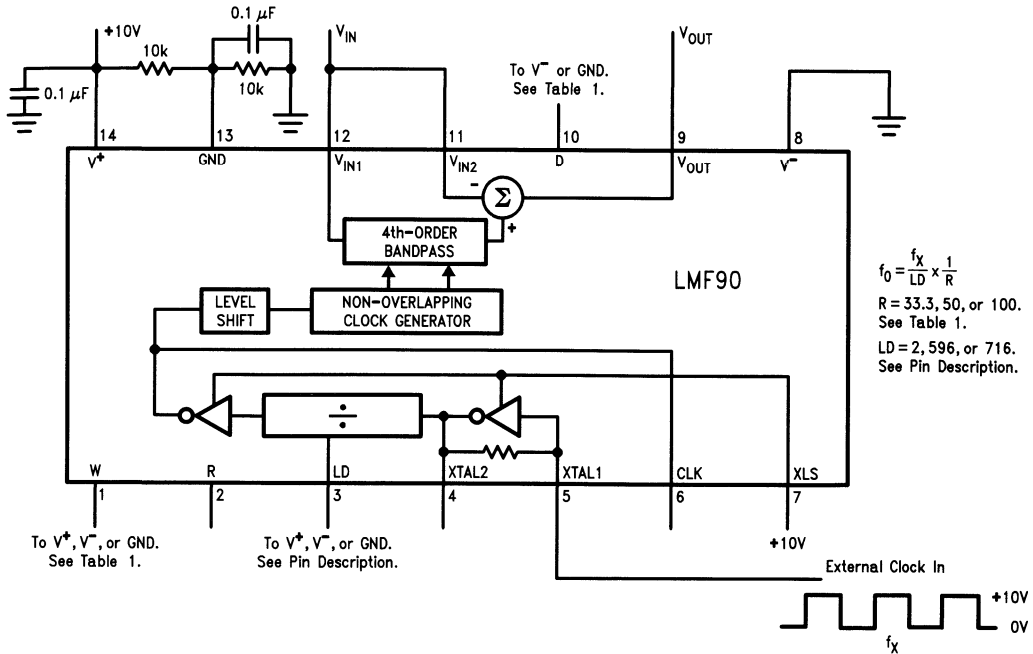 +10V
10k
0.1 µF
10k
0.1 µF
V_IN
To V⁻ or GND.
See Table 1.
V_OUT
14
13
12
11
10
9
8
V⁺
GND
V_IN1
V_IN2
D
V_OUT
V⁻
-
Σ
+
4th-ORDER
BANDPASS
LMF90
LEVEL
SHIFT
NON-OVERLAPPING
CLOCK GENERATOR
f_O = f_X/LD × 1/R
R = 33.3, 50, or 100.
See Table 1.
LD = 2, 596, or 716.
See Pin Description.
÷
W
R
LD
XTAL2
XTAL1
CLK
XLS
1
2
3
4
5
6
7
To V⁺, V⁻, or GND.
See Table 1.
To V⁺, V⁻, or GND.
See Pin Description.
+10V
External Clock In
+10V
0V
f_X